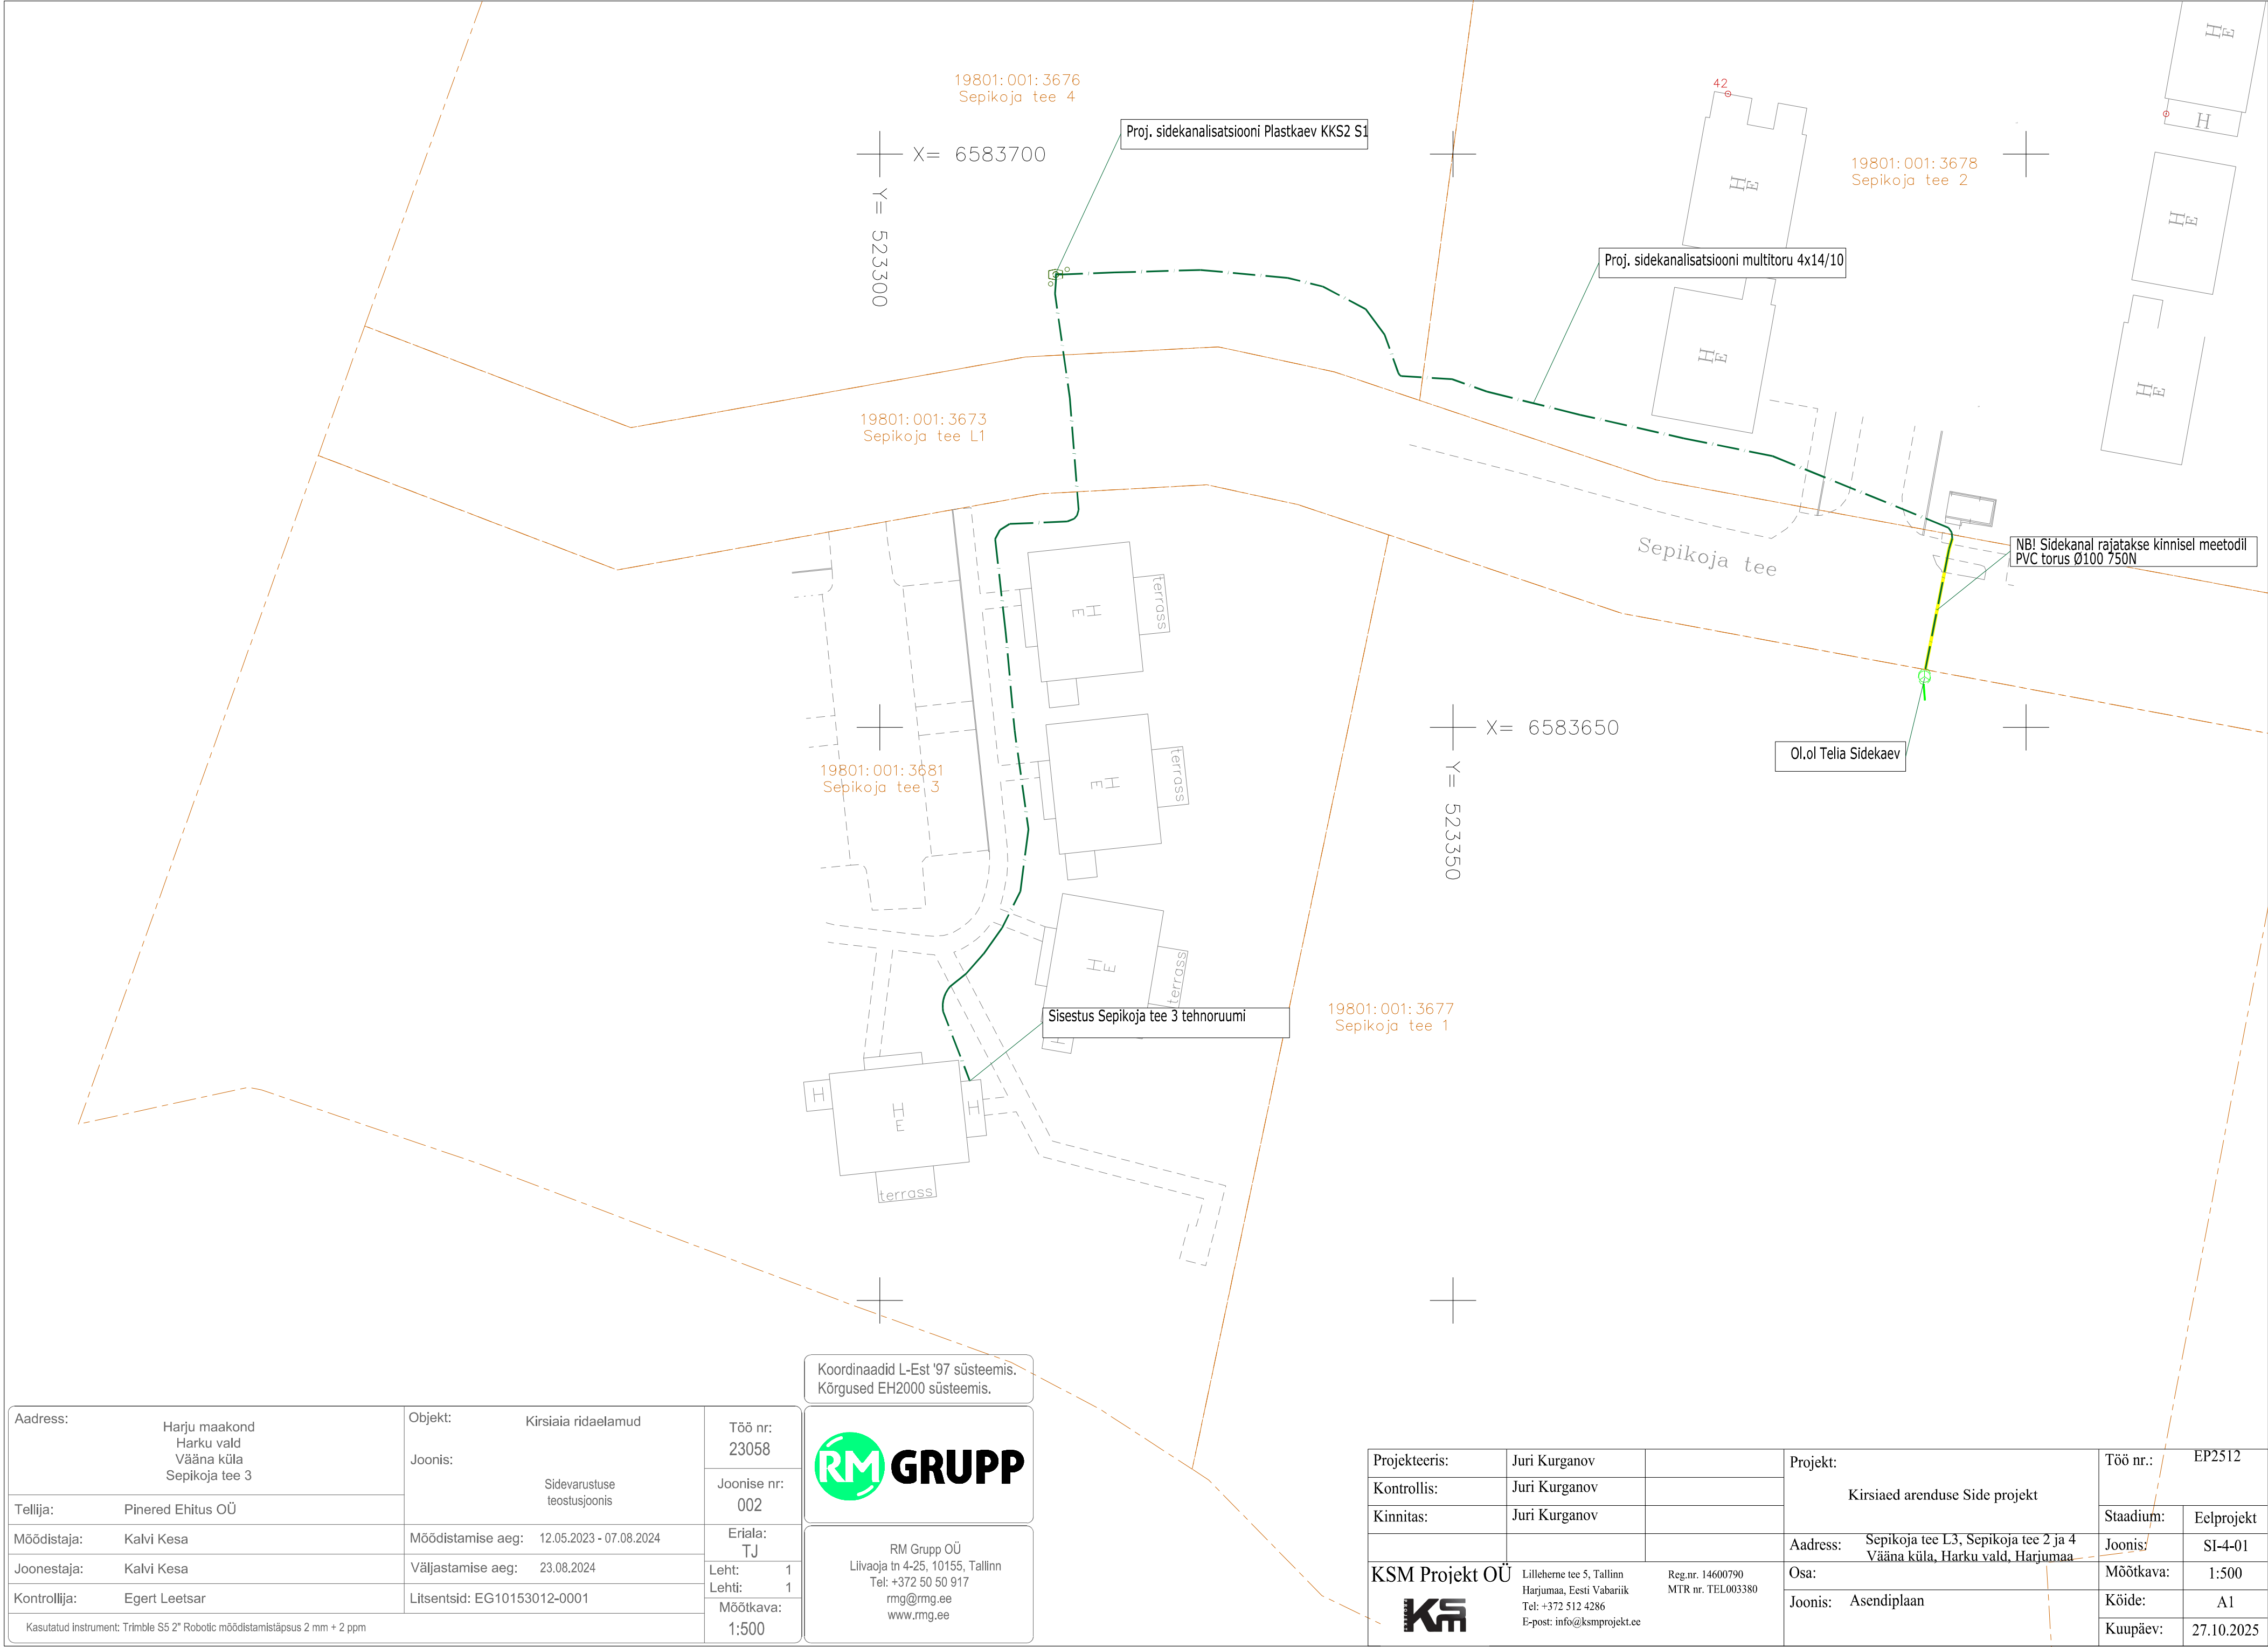 19801:001:3676
Sepikoja tee 4
42
Proj. sidekanalisatsiooni Plastkaev KKS2 S1
X= 6583700
Y= 523300
19801:001:3678
Sepikoja tee 2
H
HE
HE
HE
HE
HE
HE
Proj. sidekanalisatsiooni multitoru 4x14/10
19801:001:3673
Sepikoja tee L1
Sepikoja tee
NB! Sidekanal rajatakse kinnisel meetodil
PVC torus Ø100 750N
HE
terrass
X= 6583650
Y= 523350
Ol.ol Telia Sidekaev
19801:001:3681
Sepikoja tee 3
HE
terrass
HE
terrass
H
Sisestus Sepikoja tee 3 tehnoruumi
19801:001:3677
Sepikoja tee 1
H
HE
H
terrass
Koordinaadid L-Est '97 süsteemis.
Kõrgused EH2000 süsteemis.
Aadress:
Harju maakond
Harku vald
Vääna küla
Sepikoja tee 3
Objekt: Kirsiaia ridaelamud
Joonis:
Sidevarustuse
teostusjoonis
Töö nr:
23058
Joonise nr:
002
Tellija: Pinered Ehitus OÜ
Mõõdistaja: Kalvi Kesa
Mõõdistamise aeg: 12.05.2023 - 07.08.2024
Eriala:
TJ
Joonestaja: Kalvi Kesa
Väljastamise aeg: 23.08.2024
Leht: 1
Lehti: 1
Kontrollija: Egert Leetsar
Litsentsid: EG10153012-0001
Mõõtkava:
1:500
Kasutatud instrument: Trimble S5 2" Robotic mõõdistamistäpsus 2 mm + 2 ppm
RM GRUPP
RM Grupp OÜ
Liivaoja tn 4-25, 10155, Tallinn
Tel: +372 50 50 917
rmg@rmg.ee
www.rmg.ee
Projekteeris: Juri Kurganov
Kontrollis: Juri Kurganov
Kinnitas: Juri Kurganov
Projekt:
Kirsiaed arenduse Side projekt
Töö nr.: EP2512
Staadium: Eelprojekt
Aadress: Sepikoja tee L3, Sepikoja tee 2 ja 4
Vääna küla, Harku vald, Harjumaa
Joonis: SI-4-01
Osa:
Mõõtkava: 1:500
Joonis: Asendiplaan
Köide: A1
Kuupäev: 27.10.2025
KSM Projekt OÜ
KSm
Lilleherne tee 5, Tallinn
Harjumaa, Eesti Vabariik
Tel: +372 512 4286
E-post: info@ksmprojekt.ee
Reg.nr. 14600790
MTR nr. TEL003380